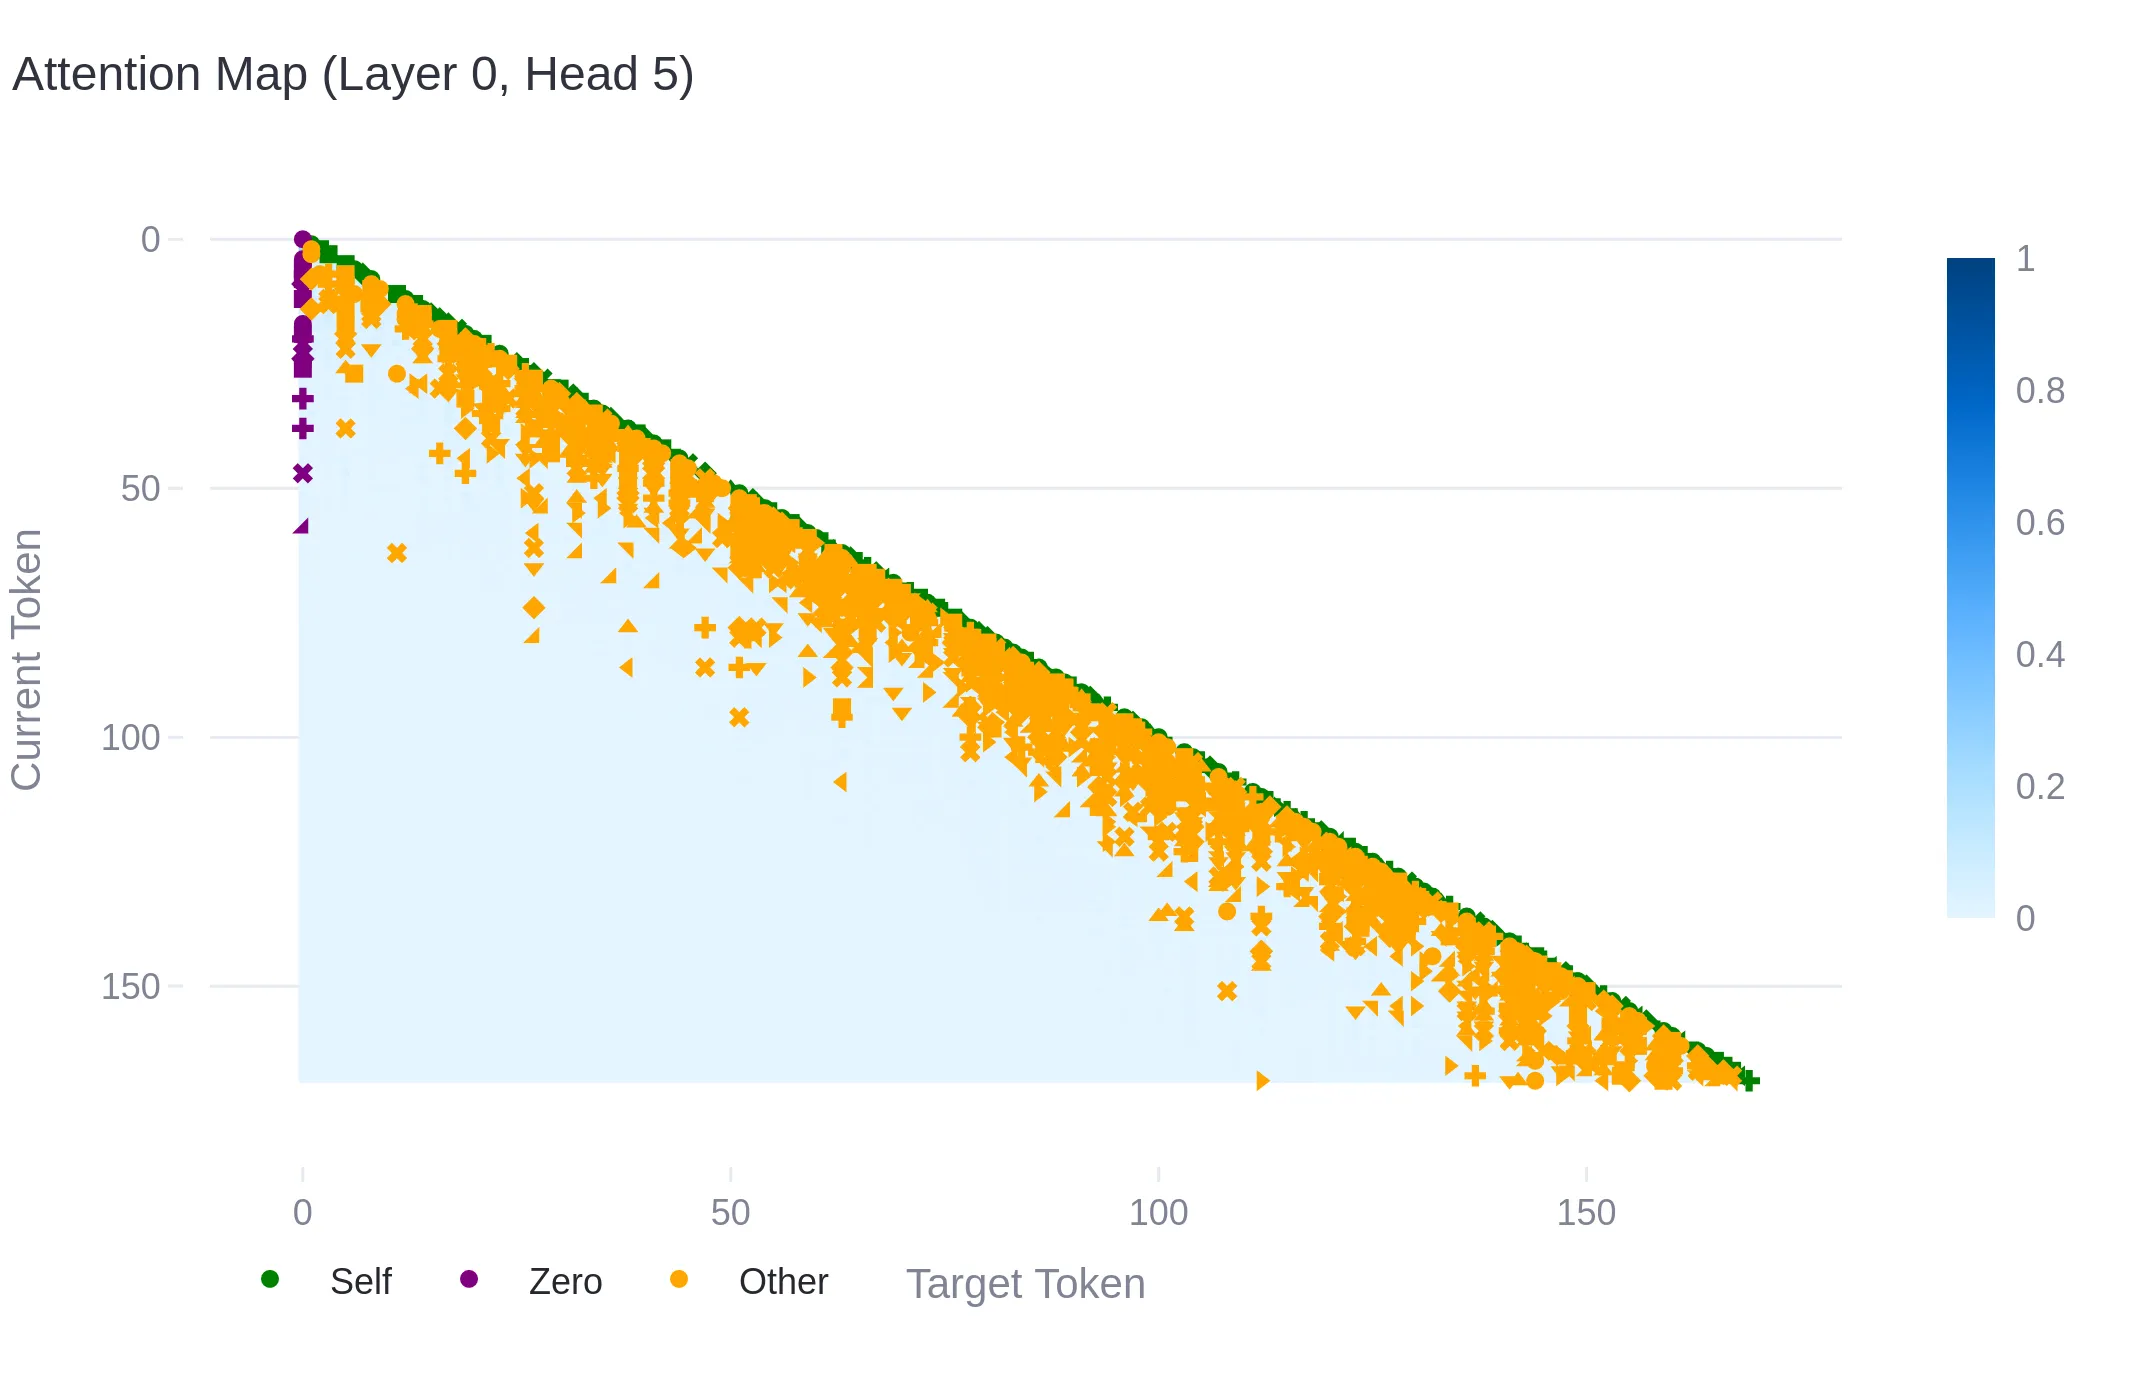 Attention Map (Layer 0, Head 5)
0
50
100
150
Current Token
1
0.8
0.6
0.4
0.2
0
0 50 100 150
Self Zero Other Target Token